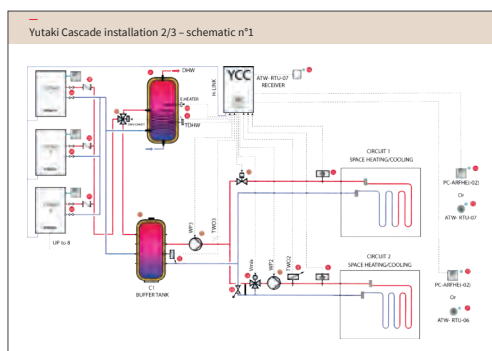 Yutaki Cascade installation 2/3 – schematic n°1
DHW
YCC
ATW-RTU-07
RECEIVER
H-LINK
E.HEATER
TDHW
CIRCUIT 1
SPACE HEATING/COOLING
PC-ARFHE(-02)
Or
ATW- RTU-07
UP to 8
WP3
TWO3
C1
BUFFER TANK
Vmix
WP2
TWO2
CIRCUIT 2
SPACE HEATING/COOLING
PC-ARFHE(-02)
Or
ATW- RTU-06